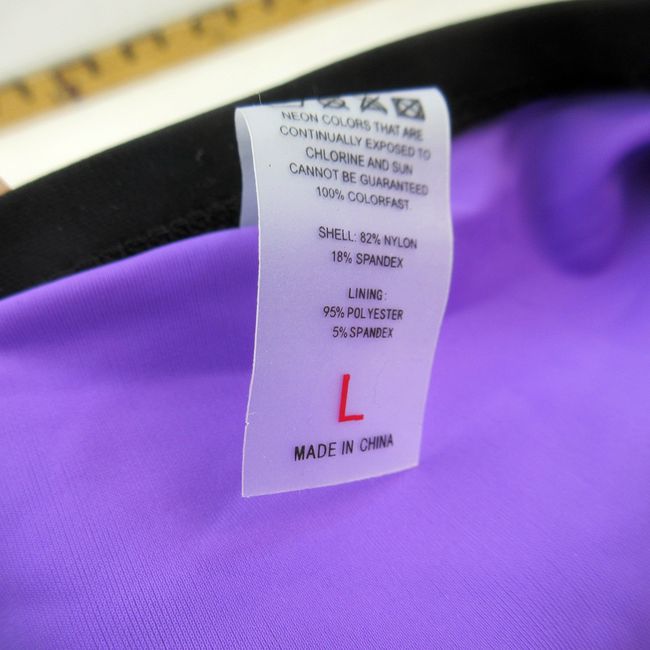 NEON COLORS THAT ARE
CONTINUALLY EXPOSED TO
CHLORINE AND SUN
CANNOT BE GUARANTEED
100% COLORFAST.
SHELL: 82% NYLON
18% SPANDEX
LINING:
95% POLYESTER
5% SPANDEX
L
MADE IN CHINA